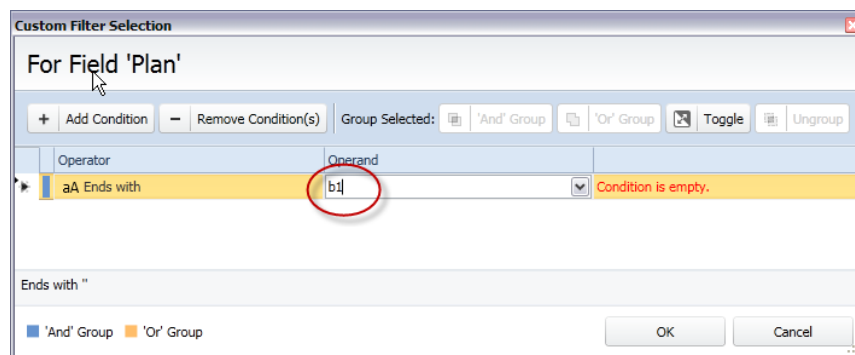 Custom Filter Selection
For Field 'Plan'
+ Add Condition – Remove Condition(s) Group Selected: 'And' Group 'Or' Group Toggle Ungroup
Operator Operand
aA Ends with b1 Condition is empty.
Ends with ''
'And' Group 'Or' Group OK Cancel